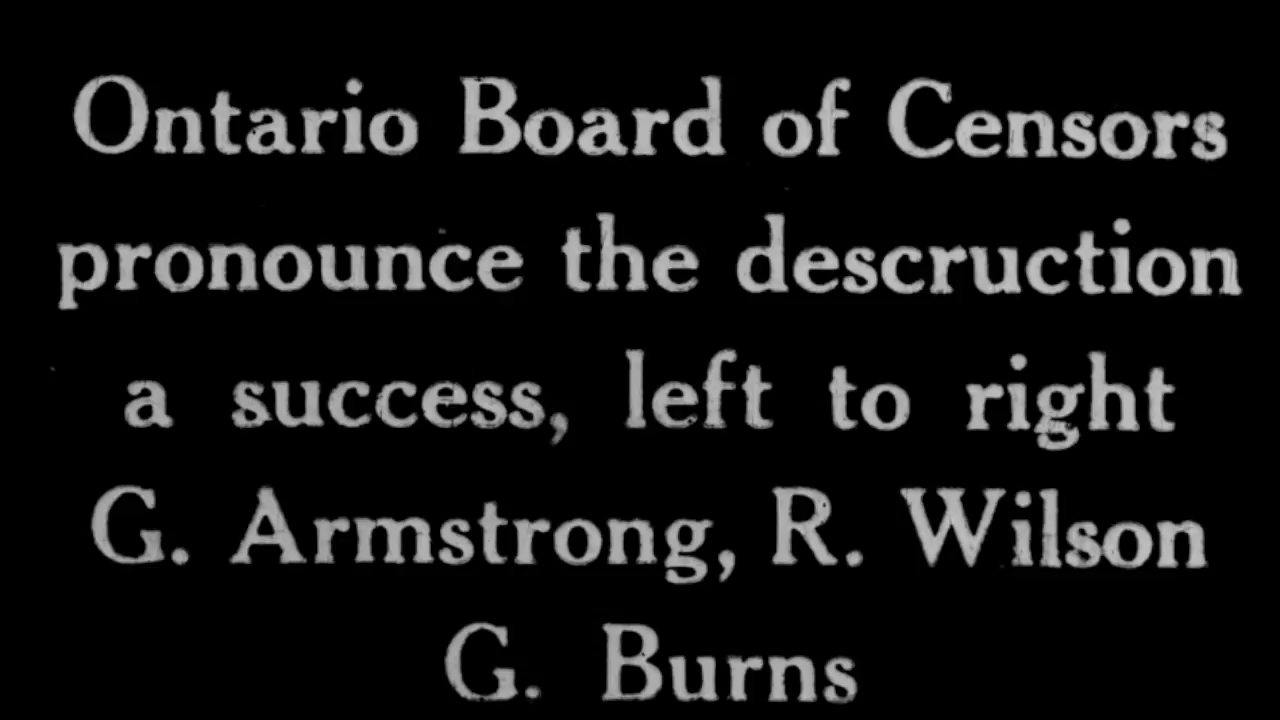 Ontario Board of Censors
pronounce the descruction
a success, left to right
G. Armstrong, R. Wilson
G. Burns